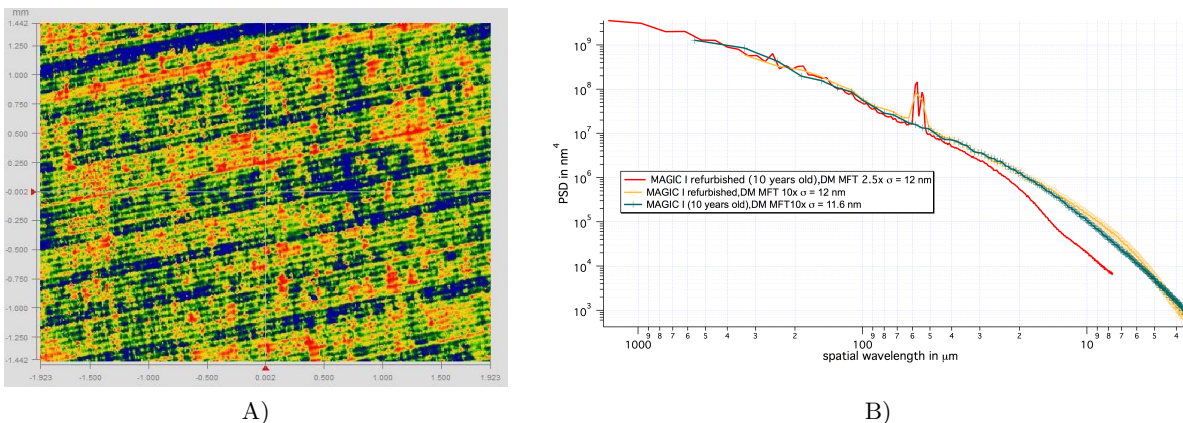 mm
1.442
1.250
1.000
0.750
0.500
0.250
-0.002
-0.250
-0.500
-0.750
-1.000
-1.250
-1.442
-1.923 -1.500 -1.000 -0.500 0.002 0.500 1.000 1.500 1.923
A)
PSD in nm⁴
10⁹
10⁸
10⁷
10⁶
10⁵
10⁴
10³
MAGIC I refurbished (10 years old),DM MFT 2.5x σ = 12 nm
MAGIC I refurbished,DM MFT 10x σ = 12 nm
MAGIC I (10 years old),DM MFT10x σ = 11.6 nm
1000 9 8 7 6 5 4 3 2 100 9 8 7 6 5 4 3 2 10 9 8 7 6 5 4
spatial wavelength in μm
B)